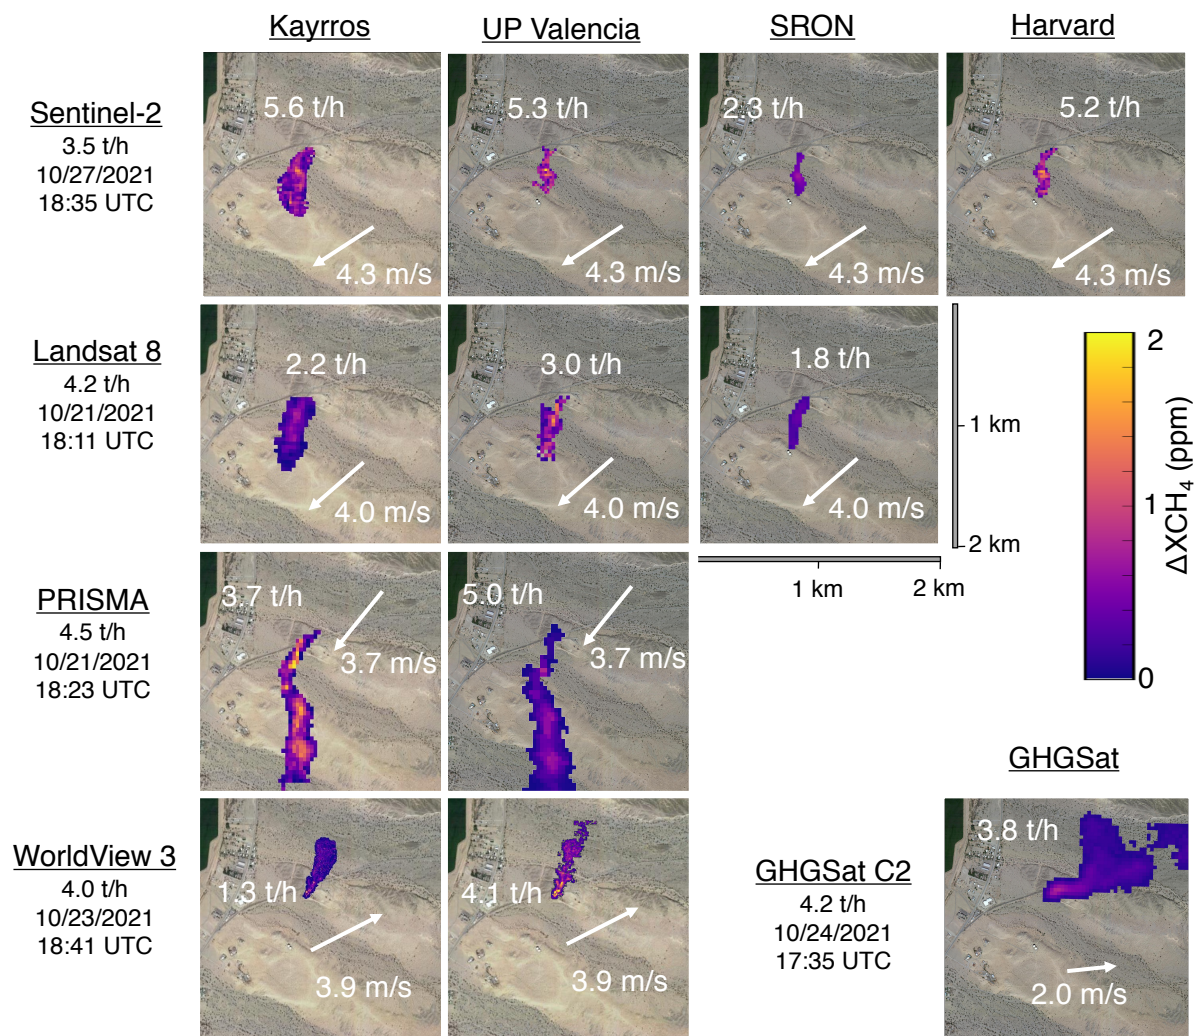 Kayrros UP Valencia SRON Harvard
Sentinel-2
3.5 t/h
10/27/2021
18:35 UTC
5.6 t/h
4.3 m/s
5.3 t/h
4.3 m/s
2.3 t/h
4.3 m/s
5.2 t/h
4.3 m/s
Landsat 8
4.2 t/h
10/21/2021
18:11 UTC
2.2 t/h
4.0 m/s
3.0 t/h
4.0 m/s
1.8 t/h
4.0 m/s
1 km
2 km
1 km
2 km
2
1
0
ΔXCH₄ (ppm)
PRISMA
4.5 t/h
10/21/2021
18:23 UTC
3.7 t/h
3.7 m/s
5.0 t/h
3.7 m/s
WorldView 3
4.0 t/h
10/23/2021
18:41 UTC
1.3 t/h
3.9 m/s
4.1 t/h
3.9 m/s
GHGSat C2
4.2 t/h
10/24/2021
17:35 UTC
GHGSat
3.8 t/h
2.0 m/s